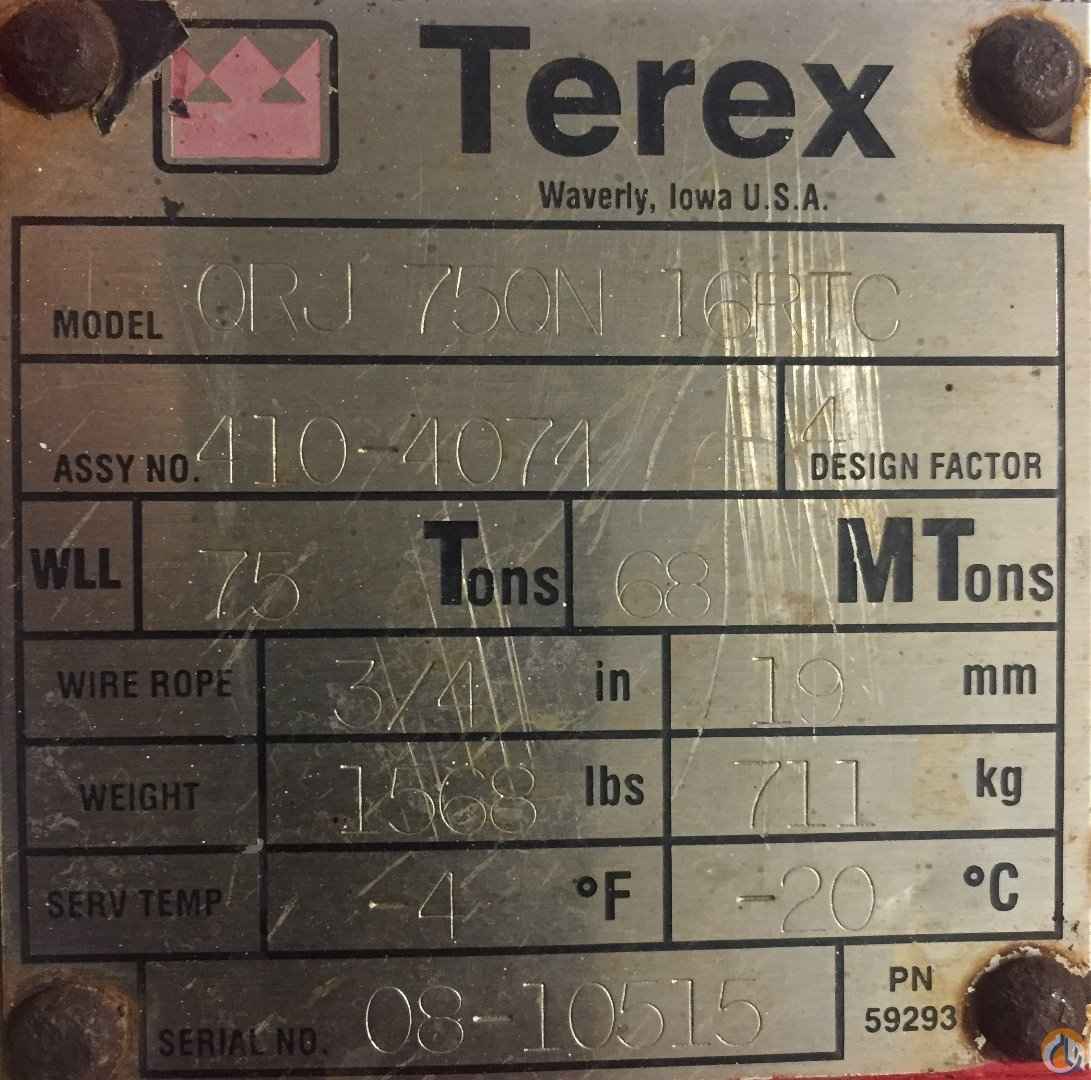 Terex
Waverly, Iowa U.S.A.
MODEL QRJ 75QN 16RTC
ASSY NO. 410-4074 4 DESIGN FACTOR
WLL 75 Tons 68 MTons
WIRE ROPE 3/4 in 19 mm
WEIGHT 1568 lbs 711 kg
SERV TEMP -4 °F -20 °C
SERIAL NO. 08-10515 PN 59293